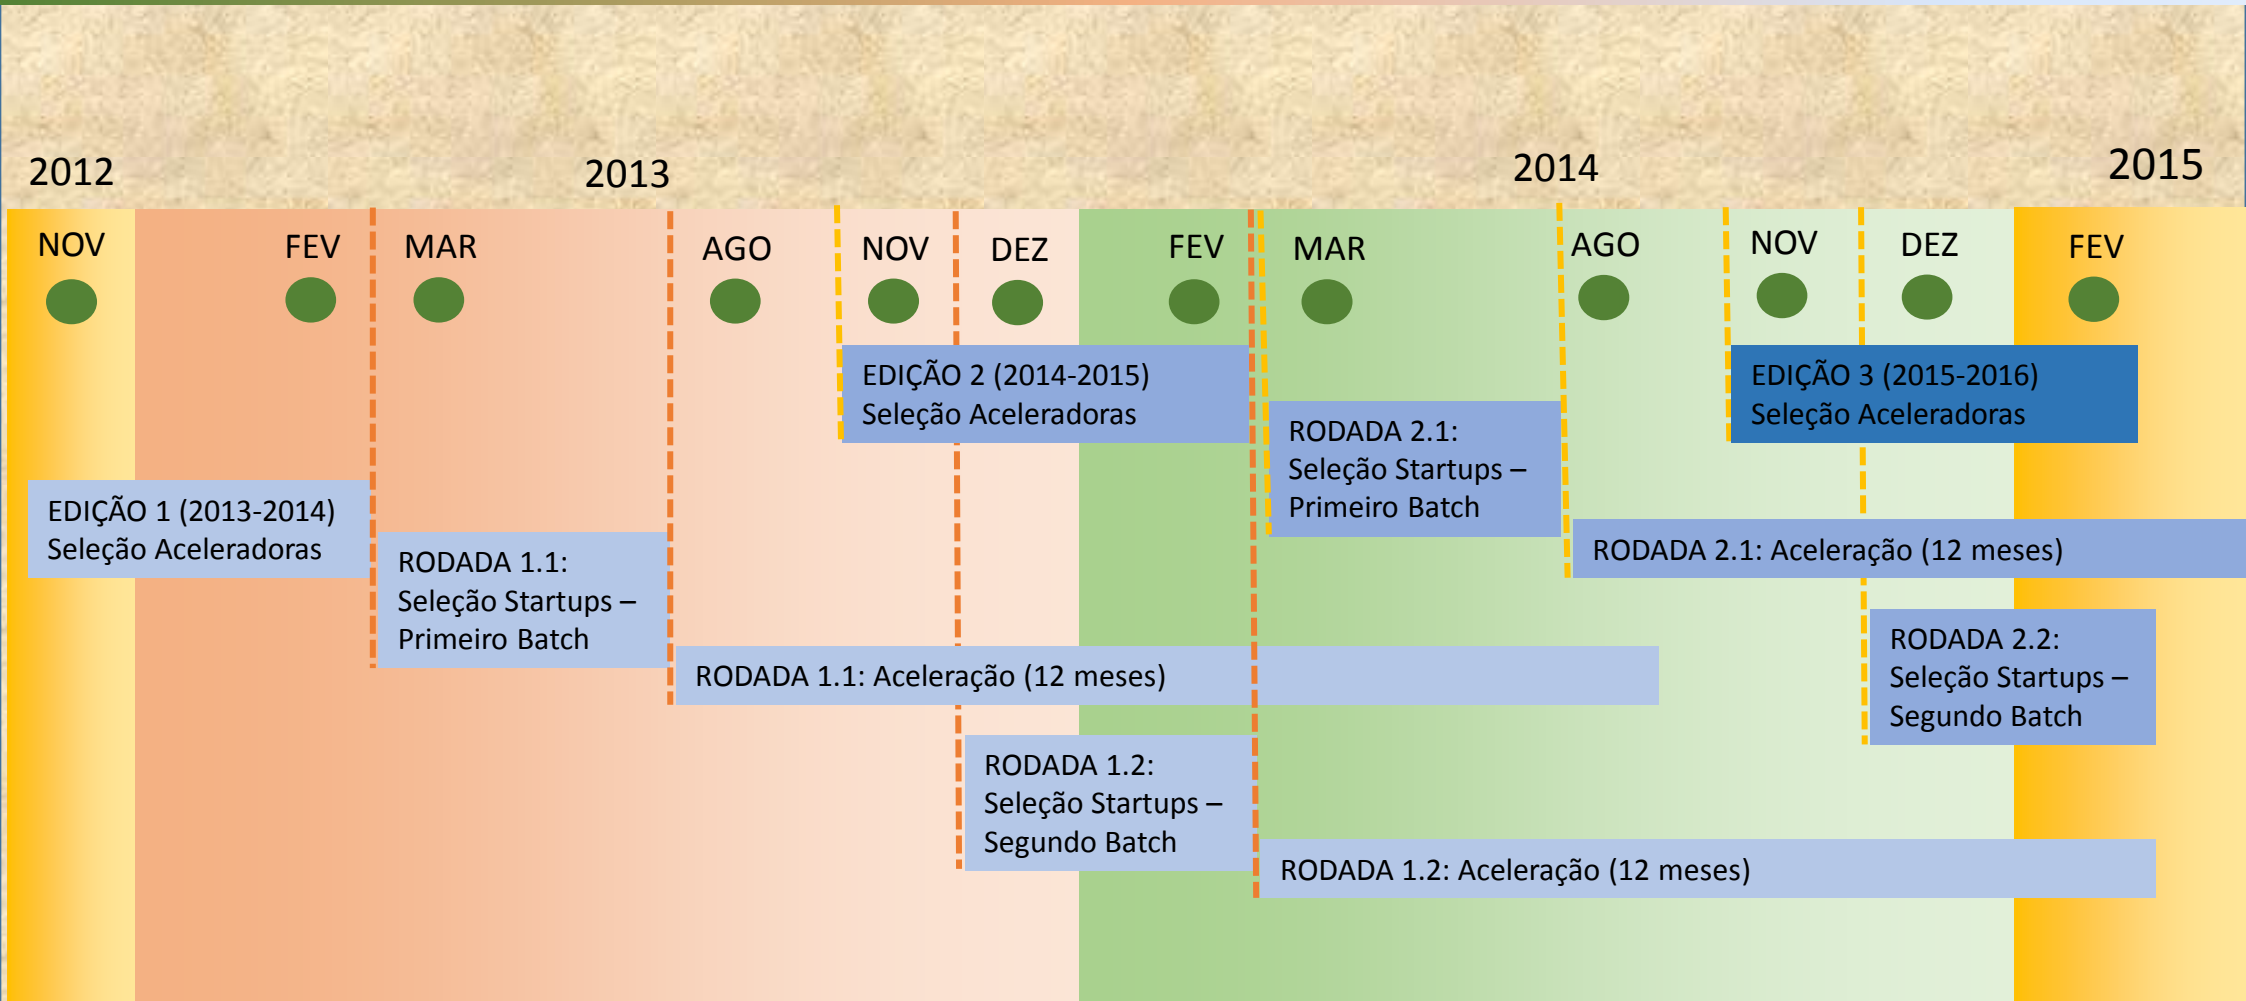 2012
2013
2014
2015
NOV
FEV
MAR
AGO
NOV
DEZ
FEV
MAR
AGO
NOV
DEZ
FEV
EDIÇÃO 2 (2014-2015)
Seleção Aceleradoras
EDIÇÃO 3 (2015-2016)
Seleção Aceleradoras
RODADA 2.1:
Seleção Startups –
Primeiro Batch
EDIÇÃO 1 (2013-2014)
Seleção Aceleradoras
RODADA 2.1: Aceleração (12 meses)
RODADA 1.1:
Seleção Startups –
Primeiro Batch
RODADA 1.1: Aceleração (12 meses)
RODADA 2.2:
Seleção Startups –
Segundo Batch
RODADA 1.2:
Seleção Startups –
Segundo Batch
RODADA 1.2: Aceleração (12 meses)